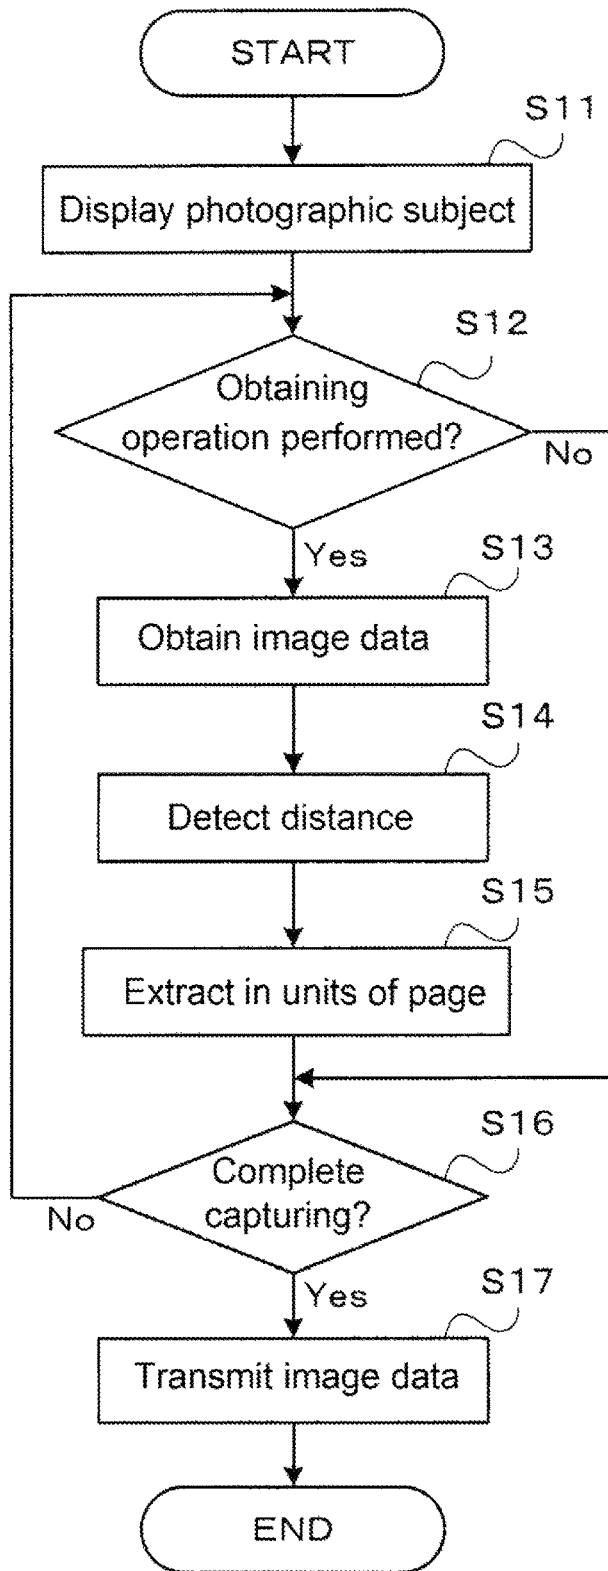 START
S11
Display photographic subject
S12
Obtaining
operation performed?
No
Yes
S13
Obtain image data
S14
Detect distance
S15
Extract in units of page
S16
Complete
capturing?
No
Yes
S17
Transmit image data
END